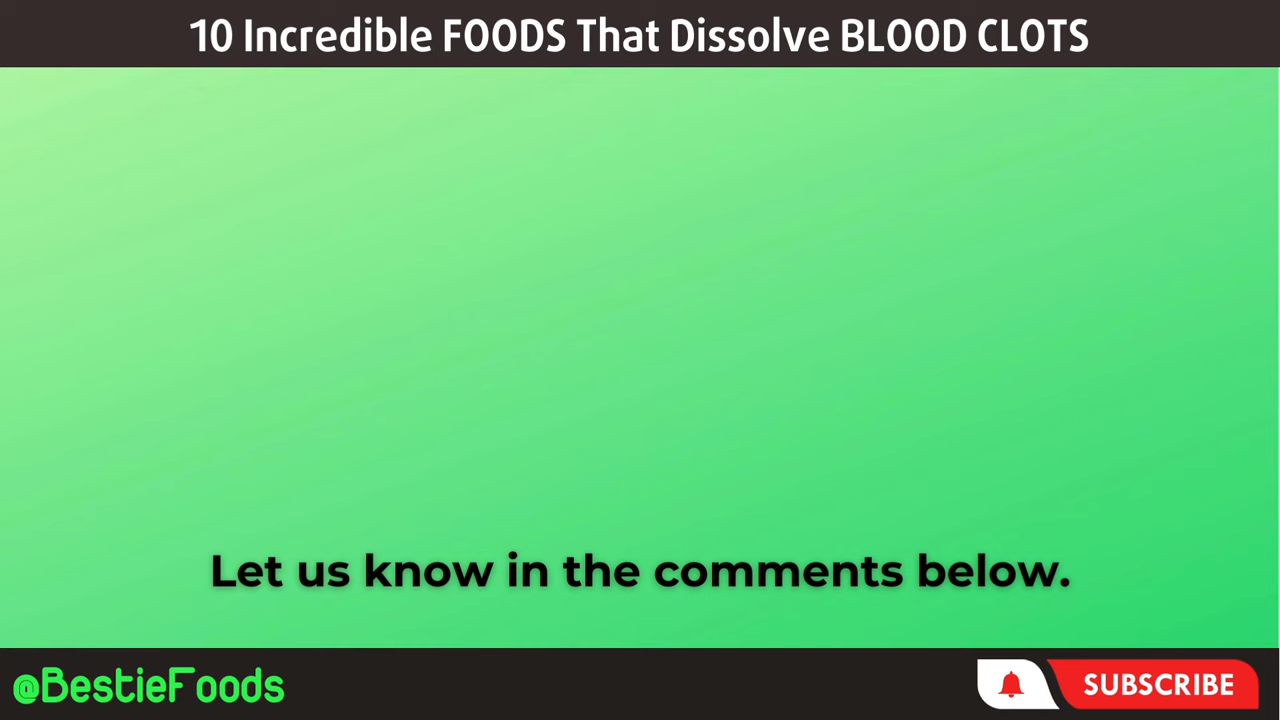 10 Incredible FOODS That Dissolve BLOOD CLOTS
Let us know in the comments below.
@BestieFoods
SUBSCRIBE